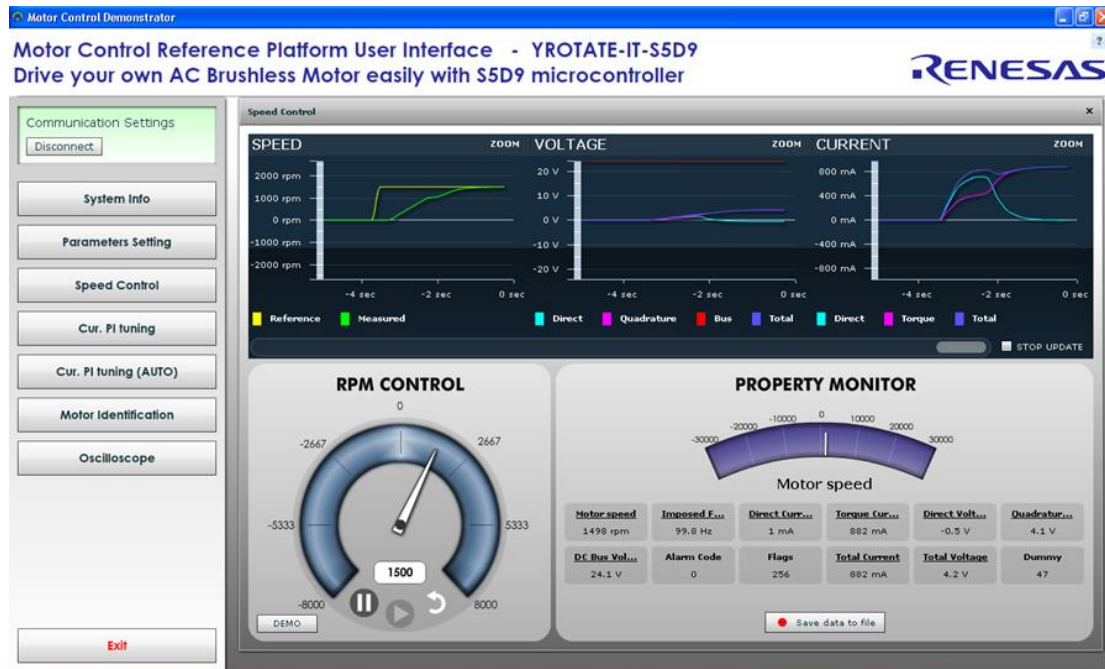 Motor Control Demonstrator
Motor Control Reference Platform User Interface - YROTATE-IT-S5D9
Drive your own AC Brushless Motor easily with S5D9 microcontroller
?
RENESAS
Communication Settings
Disconnect
System Info
Parameters Setting
Speed Control
Cur. PI tuning
Cur. PI tuning (AUTO)
Motor Identification
Oscilloscope
Exit
Speed Control
x
SPEED ZOOM
2000 rpm
1000 rpm
0 rpm
-1000 rpm
-2000 rpm
-4 sec -2 sec 0 sec
Reference Measured
VOLTAGE ZOOM
20 V
10 V
0 V
-10 V
-20 V
-4 sec -2 sec 0 sec
Direct Quadrature Bus Total
CURRENT ZOOM
800 mA
400 mA
0 mA
-400 mA
-800 mA
-4 sec -2 sec 0 sec
Direct Torque Total
STOP UPDATE
RPM CONTROL
0
-2667 2667
-5333 5333
-8000 8000
1500
DEMO
PROPERTY MONITOR
-30000 -20000 -10000 0 10000 20000 30000
Motor speed
Motor speed Imposed F... Direct Curr... Torque Cur... Direct Volt... Quadratur...
1498 rpm 99.8 Hz 1 mA 882 mA -0.5 V 4.1 V
DC Bus Vol... Alarm Code Flags Total Current Total Voltage Dummy
24.1 V 0 256 882 mA 4.2 V 47
Save data to file